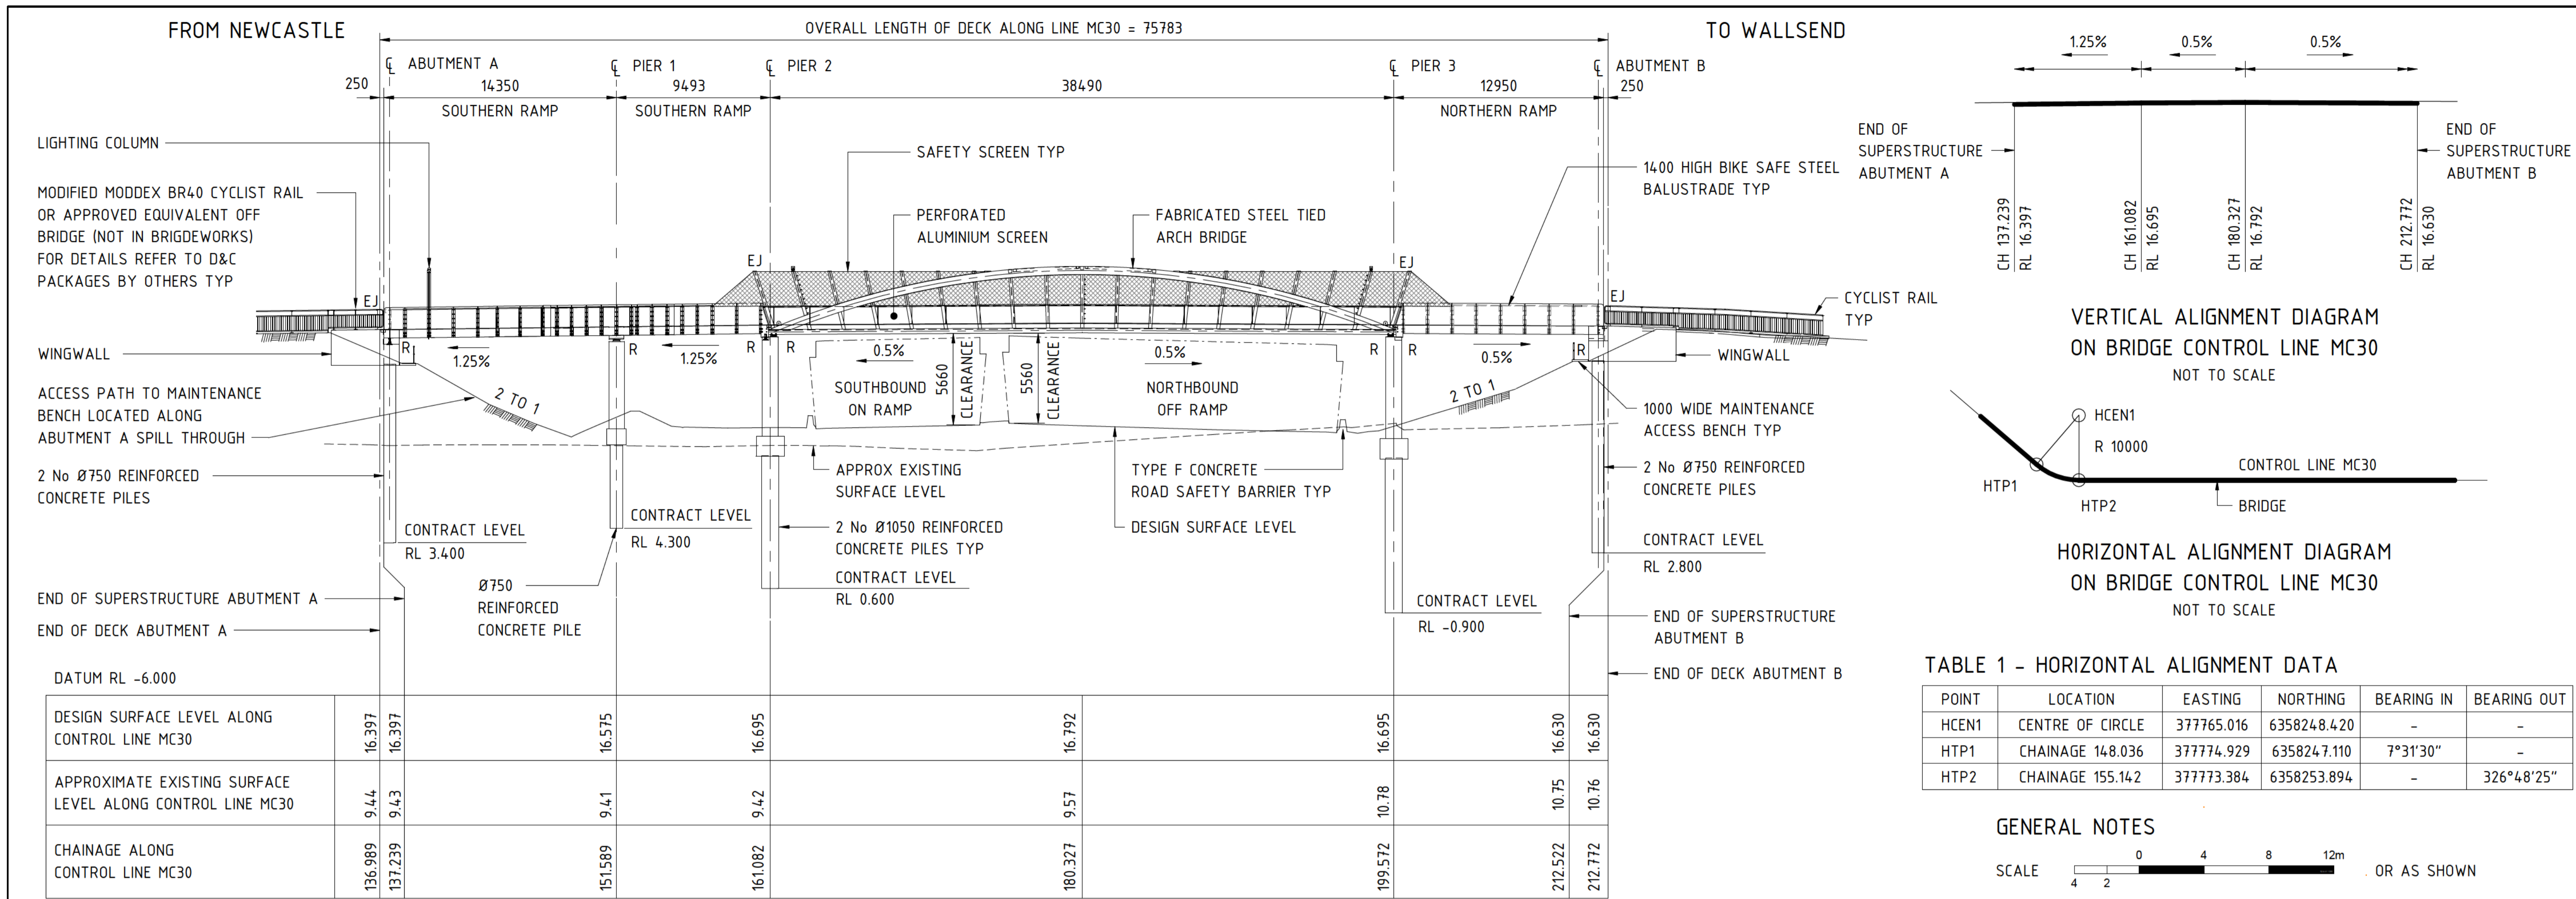 FROM NEWCASTLE
OVERALL LENGTH OF DECK ALONG LINE MC30 = 75783
TO WALLSEND
℄ ABUTMENT A
℄ PIER 1
℄ PIER 2
℄ PIER 3
℄ ABUTMENT B
250
14350
9493
38490
12950
250
SOUTHERN RAMP
SOUTHERN RAMP
NORTHERN RAMP
LIGHTING COLUMN
MODIFIED MODDEX BR40 CYCLIST RAIL
OR APPROVED EQUIVALENT OFF
BRIDGE (NOT IN BRIGDEWORKS)
FOR DETAILS REFER TO D&C
PACKAGES BY OTHERS TYP
SAFETY SCREEN TYP
PERFORATED
ALUMINIUM SCREEN
FABRICATED STEEL TIED
ARCH BRIDGE
1400 HIGH BIKE SAFE STEEL
BALUSTRADE TYP
EJ
EJ
EJ
EJ
CYCLIST RAIL
TYP
WINGWALL
R
1.25%
R
1.25%
R
R
0.5%
0.5%
R
R
0.5%
R
WINGWALL
SOUTHBOUND
ON RAMP
5660
CLEARANCE
5560
CLEARANCE
NORTHBOUND
OFF RAMP
ACCESS PATH TO MAINTENANCE
BENCH LOCATED ALONG
ABUTMENT A SPILL THROUGH
2 TO 1
2 TO 1
1000 WIDE MAINTENANCE
ACCESS BENCH TYP
2 No Ø750 REINFORCED
CONCRETE PILES
APPROX EXISTING
SURFACE LEVEL
TYPE F CONCRETE
ROAD SAFETY BARRIER TYP
2 No Ø750 REINFORCED
CONCRETE PILES
CONTRACT LEVEL
RL 3.400
CONTRACT LEVEL
RL 4.300
2 No Ø1050 REINFORCED
CONCRETE PILES TYP
DESIGN SURFACE LEVEL
CONTRACT LEVEL
RL 2.800
Ø750
REINFORCED
CONCRETE PILE
CONTRACT LEVEL
RL 0.600
CONTRACT LEVEL
RL -0.900
END OF SUPERSTRUCTURE ABUTMENT A
END OF DECK ABUTMENT A
END OF SUPERSTRUCTURE
ABUTMENT B
END OF DECK ABUTMENT B
DATUM RL -6.000
DESIGN SURFACE LEVEL ALONG
CONTROL LINE MC30
16.397
16.397
16.575
16.695
16.792
16.695
16.630
16.630
APPROXIMATE EXISTING SURFACE
LEVEL ALONG CONTROL LINE MC30
9.44
9.43
9.41
9.42
9.57
10.78
10.75
10.76
CHAINAGE ALONG
CONTROL LINE MC30
136.989
137.239
151.589
161.082
180.327
199.572
212.522
212.772
1.25%
0.5%
0.5%
END OF
SUPERSTRUCTURE
ABUTMENT A
END OF
SUPERSTRUCTURE
ABUTMENT B
CH 137.239
RL 16.397
CH 161.082
RL 16.695
CH 180.327
RL 16.792
CH 212.772
RL 16.630
VERTICAL ALIGNMENT DIAGRAM
ON BRIDGE CONTROL LINE MC30
NOT TO SCALE
HCEN1
R 10000
CONTROL LINE MC30
HTP1
HTP2
BRIDGE
HORIZONTAL ALIGNMENT DIAGRAM
ON BRIDGE CONTROL LINE MC30
NOT TO SCALE
TABLE 1 - HORIZONTAL ALIGNMENT DATA
POINT LOCATION EASTING NORTHING BEARING IN BEARING OUT
HCEN1 CENTRE OF CIRCLE 377765.016 6358248.420 - -
HTP1 CHAINAGE 148.036 377774.929 6358247.110 7°31'30" -
HTP2 CHAINAGE 155.142 377773.384 6358253.894 - 326°48'25"
GENERAL NOTES
SCALE
4 2 0 4 8 12m
OR AS SHOWN